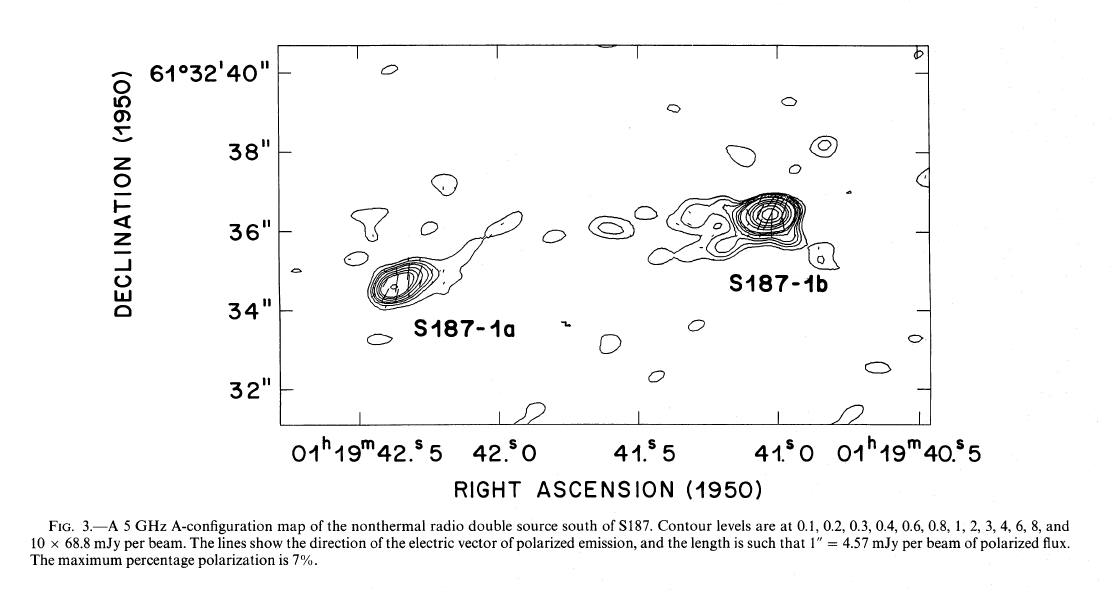 61°32'40"
38"
36"
34"
32"
DECLINATION (1950)
S187-1b
S187-1a
01ʰ19ᵐ42.ˢ5 42.ˢ0 41.ˢ5 41.ˢ0 01ʰ19ᵐ40.ˢ5
RIGHT ASCENSION (1950)
FIG. 3.—A 5 GHz A-configuration map of the nonthermal radio double source south of S187. Contour levels are at 0.1, 0.2, 0.3, 0.4, 0.6, 0.8, 1, 2, 3, 4, 6, 8, and
10 × 68.8 mJy per beam. The lines show the direction of the electric vector of polarized emission, and the length is such that 1″ = 4.57 mJy per beam of polarized flux.
The maximum percentage polarization is 7%.